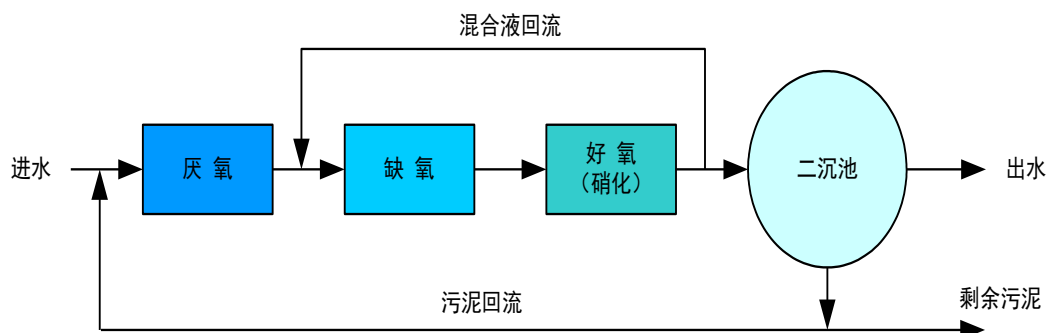 混合液回流
进水
厌 氧
缺 氧
好 氧
（硝化）
二沉池
出水
污泥回流
剩余污泥